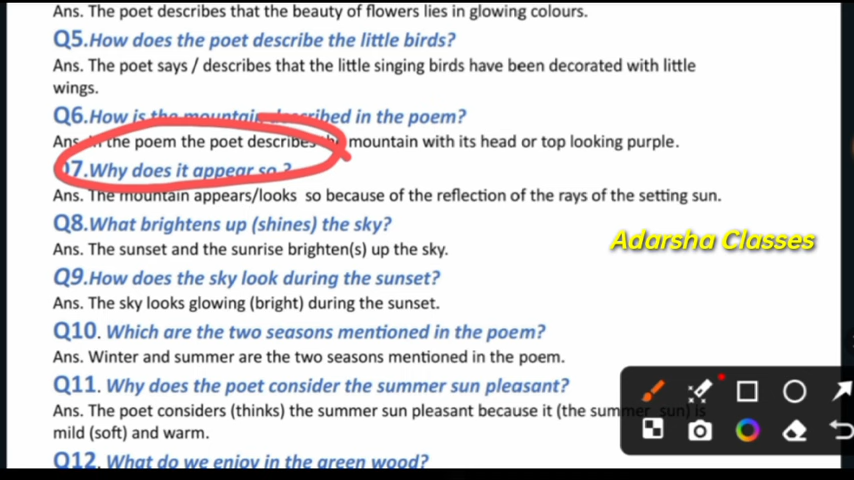 Ans. The poet describes that the beauty of flowers lies in glowing colours.
Q5.How does the poet describe the little birds?
Ans. The poet says / describes that the little singing birds have been decorated with little
wings.
Q6.How is the mountain described in the poem?
Ans. In the poem the poet describes the mountain with its head or top looking purple.
Q7.Why does it appear so ?
Ans. The mountain appears/looks so because of the reflection of the rays of the setting sun.
Q8.What brightens up (shines) the sky?
Ans. The sunset and the sunrise brighten(s) up the sky.
Adarsha Classes
Q9.How does the sky look during the sunset?
Ans. The sky looks glowing (bright) during the sunset.
Q10. Which are the two seasons mentioned in the poem?
Ans. Winter and summer are the two seasons mentioned in the poem.
Q11. Why does the poet consider the summer sun pleasant?
Ans. The poet considers (thinks) the summer sun pleasant because it (the summer sun) is
mild (soft) and warm.
Q12. What do we enjoy in the green wood?